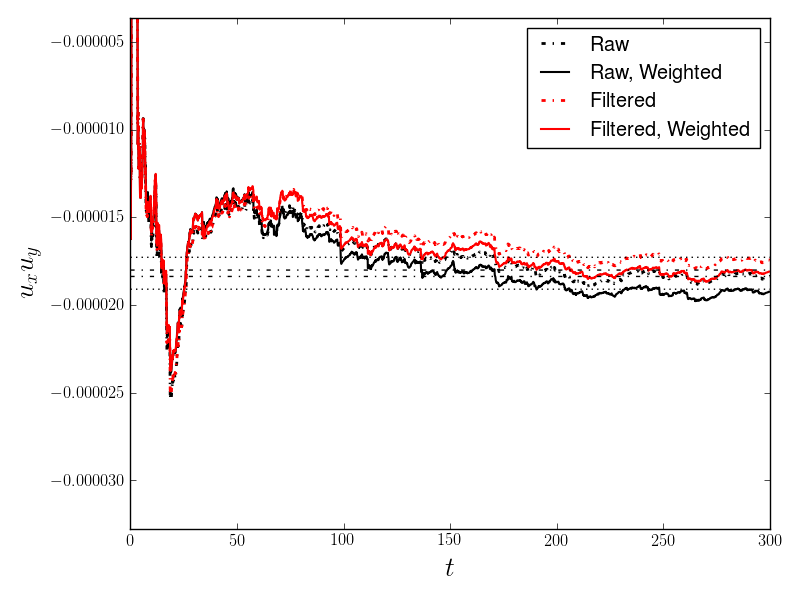 −0.000005
−0.000010
−0.000015
−0.000020
−0.000025
−0.000030
u_x u_y
0 50 100 150 200 250 300
t
Raw
Raw, Weighted
Filtered
Filtered, Weighted